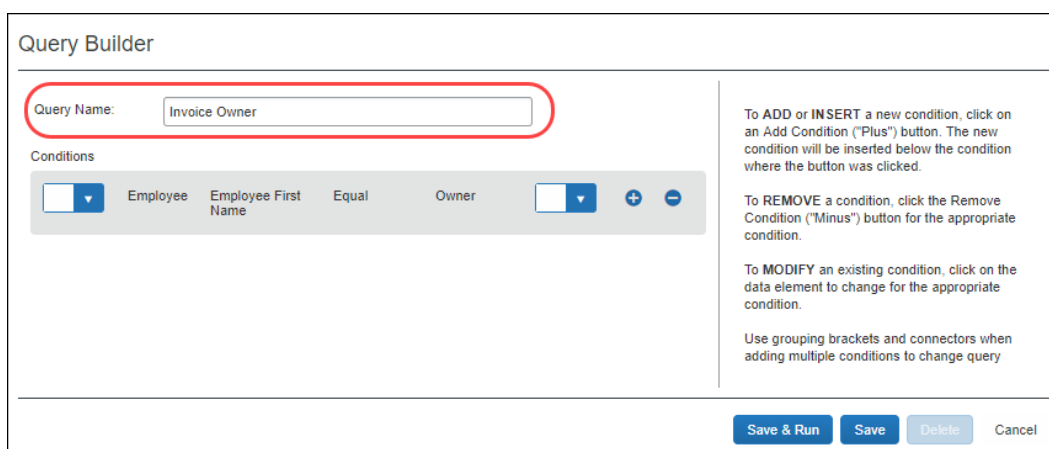 Query Builder
Query Name: Invoice Owner
Conditions
Employee Employee First Equal Owner
Name
To ADD or INSERT a new condition, click on
an Add Condition ("Plus") button. The new
condition will be inserted below the condition
where the button was clicked.
To REMOVE a condition, click the Remove
Condition ("Minus") button for the appropriate
condition.
To MODIFY an existing condition, click on the
data element to change for the appropriate
condition.
Use grouping brackets and connectors when
adding multiple conditions to change query
Save & Run Save Delete Cancel